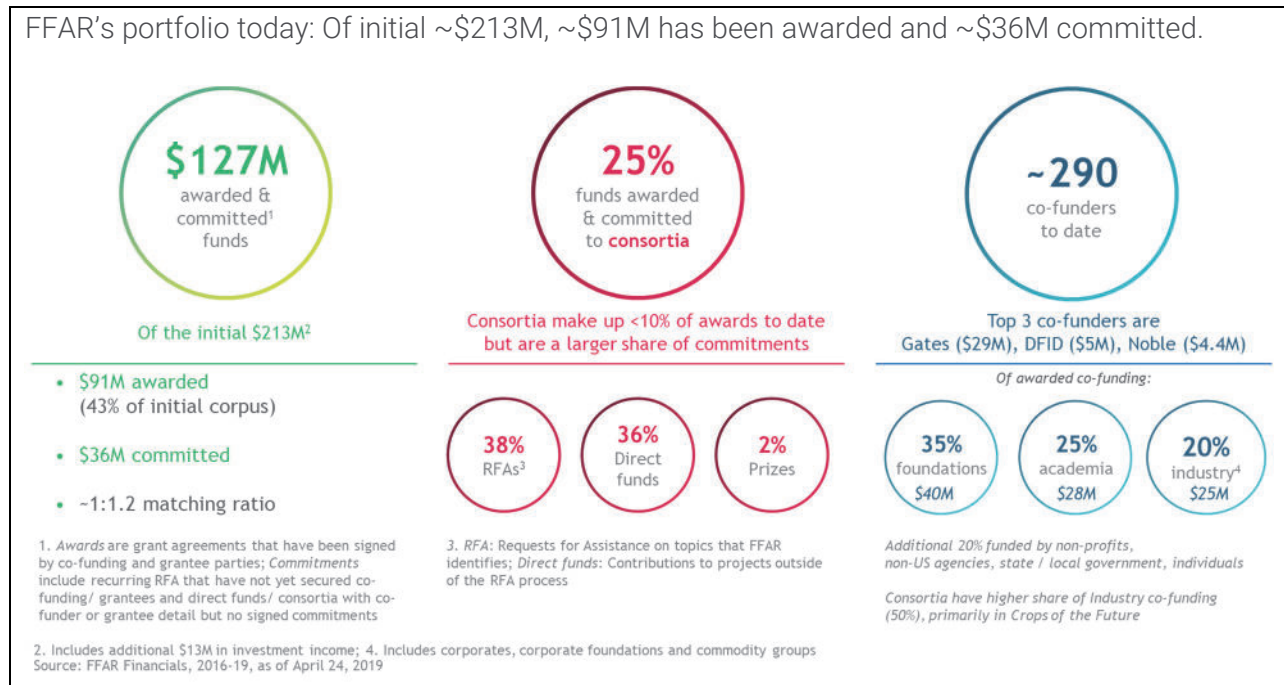 FFAR's portfolio today: Of initial ~$213M, ~$91M has been awarded and ~$36M committed.
$127M
awarded &
committed¹
funds
Of the initial $213M²
• $91M awarded
(43% of initial corpus)
• $36M committed
• ~1:1.2 matching ratio
1. Awards are grant agreements that have been signed
by co-funding and grantee parties; Commitments
include recurring RFA that have not yet secured co-
funding/ grantees and direct funds/ consortia with co-
funder or grantee detail but no signed commitments
25%
funds awarded
& committed
to consortia
Consortia make up <10% of awards to date
but are a larger share of commitments
38%
RFAs³
36%
Direct
funds
2%
Prizes
3. RFA: Requests for Assistance on topics that FFAR
identifies; Direct funds: Contributions to projects outside
of the RFA process
~290
co-funders
to date
Top 3 co-funders are
Gates ($29M), DFID ($5M), Noble ($4.4M)
Of awarded co-funding:
35%
foundations
$40M
25%
academia
$28M
20%
industry⁴
$25M
Additional 20% funded by non-profits,
non-US agencies, state / local government, individuals
Consortia have higher share of Industry co-funding
(50%), primarily in Crops of the Future
2. Includes additional $13M in investment income; 4. Includes corporates, corporate foundations and commodity groups
Source: FFAR Financials, 2016-19, as of April 24, 2019